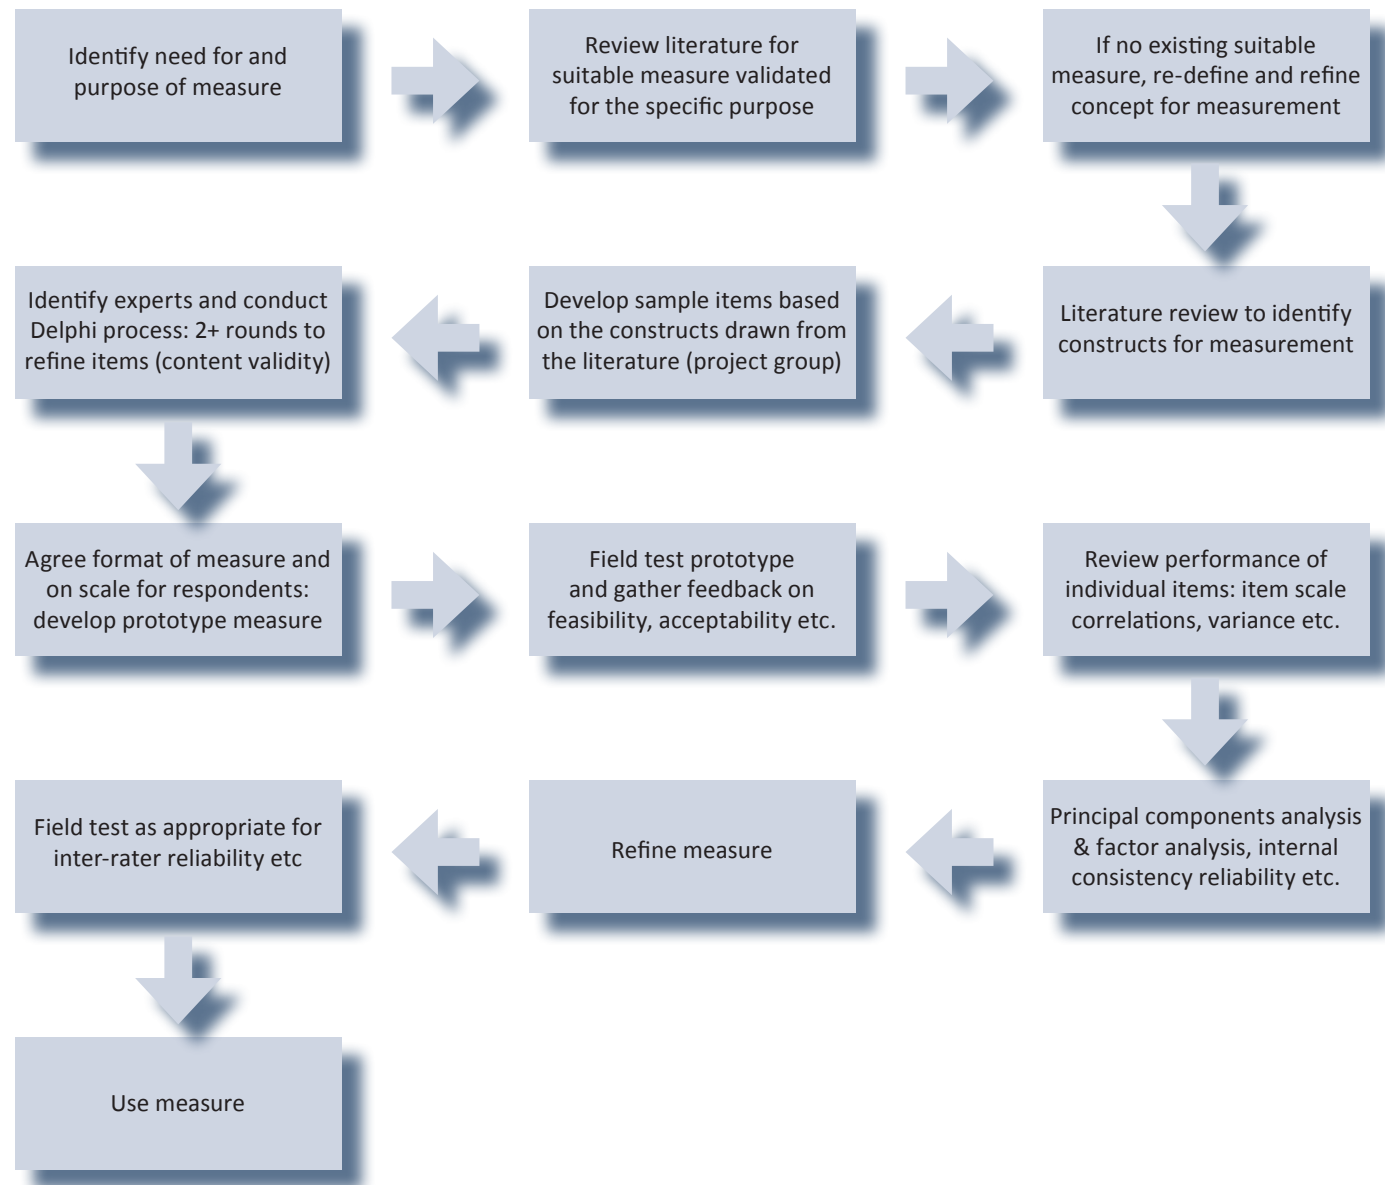 Identify need for and
purpose of measure
Review literature for
suitable measure validated
for the specific purpose
If no existing suitable
measure, re-define and refine
concept for measurement
Literature review to identify
constructs for measurement
Develop sample items based
on the constructs drawn from
the literature (project group)
Identify experts and conduct
Delphi process: 2+ rounds to
refine items (content validity)
Agree format of measure and
on scale for respondents:
develop prototype measure
Field test prototype
and gather feedback on
feasibility, acceptability etc.
Review performance of
individual items: item scale
correlations, variance etc.
Principal components analysis
& factor analysis, internal
consistency reliability etc.
Refine measure
Field test as appropriate for
inter-rater reliability etc
Use measure